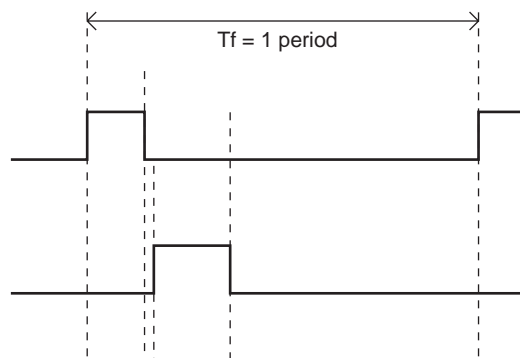 Tf = 1 period